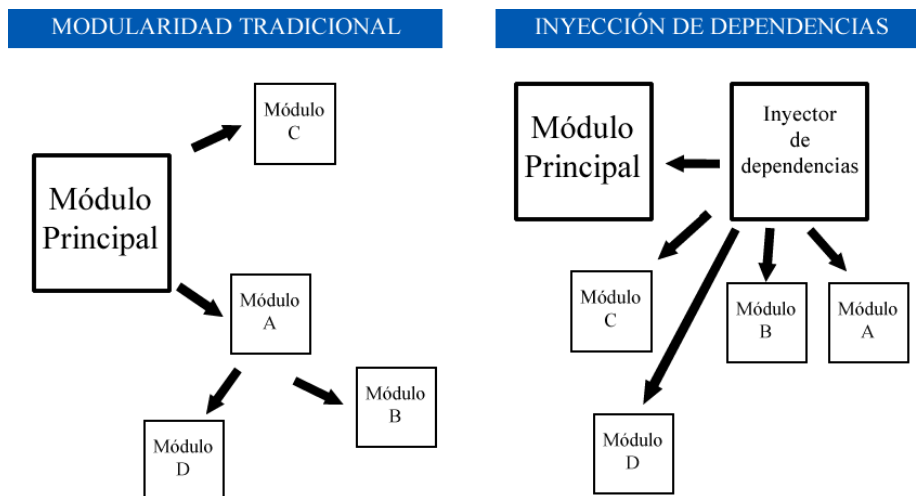 MODULARIDAD TRADICIONAL
Módulo
C
Módulo
Principal
Módulo
A
Módulo
B
Módulo
D
INYECCIÓN DE DEPENDENCIAS
Módulo
Principal
Inyector
de
dependencias
Módulo
C
Módulo
B
Módulo
A
Módulo
D